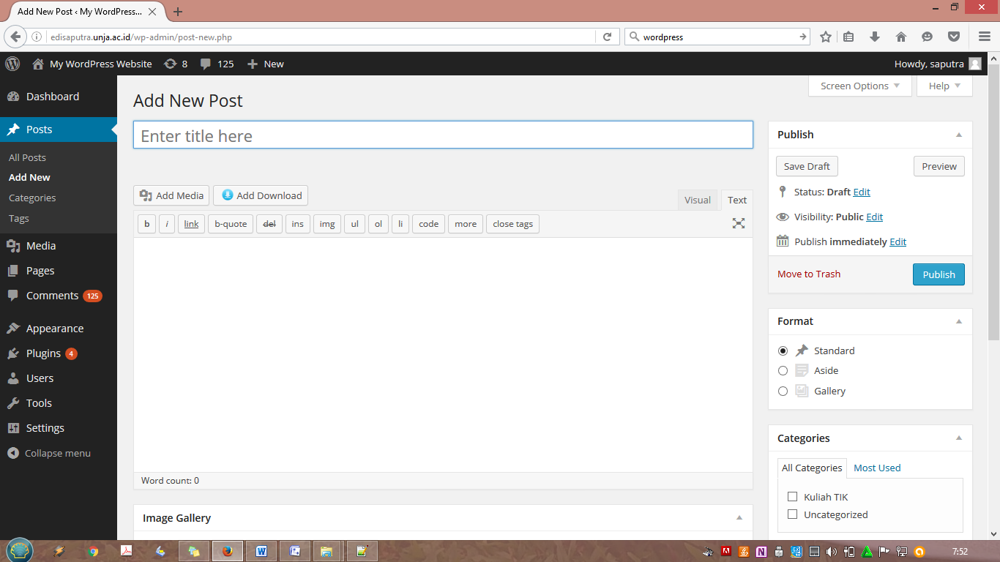 Add New Post ‹ My WordPress...
edisaputra.unja.ac.id/wp-admin/post-new.php
wordpress
My WordPress Website 8 125 New
Howdy, saputra
Dashboard
Posts
All Posts
Add New
Categories
Tags
Media
Pages
Comments 125
Appearance
Plugins 4
Users
Tools
Settings
Collapse menu
Screen Options Help
Add New Post
Enter title here
Add Media Add Download
Visual Text
b i link b-quote del ins img ul ol li code more close tags
Word count: 0
Image Gallery
Publish
Save Draft Preview
Status: Draft Edit
Visibility: Public Edit
Publish immediately Edit
Move to Trash Publish
Format
Standard
Aside
Gallery
Categories
All Categories Most Used
Kuliah TIK
Uncategorized
7:52